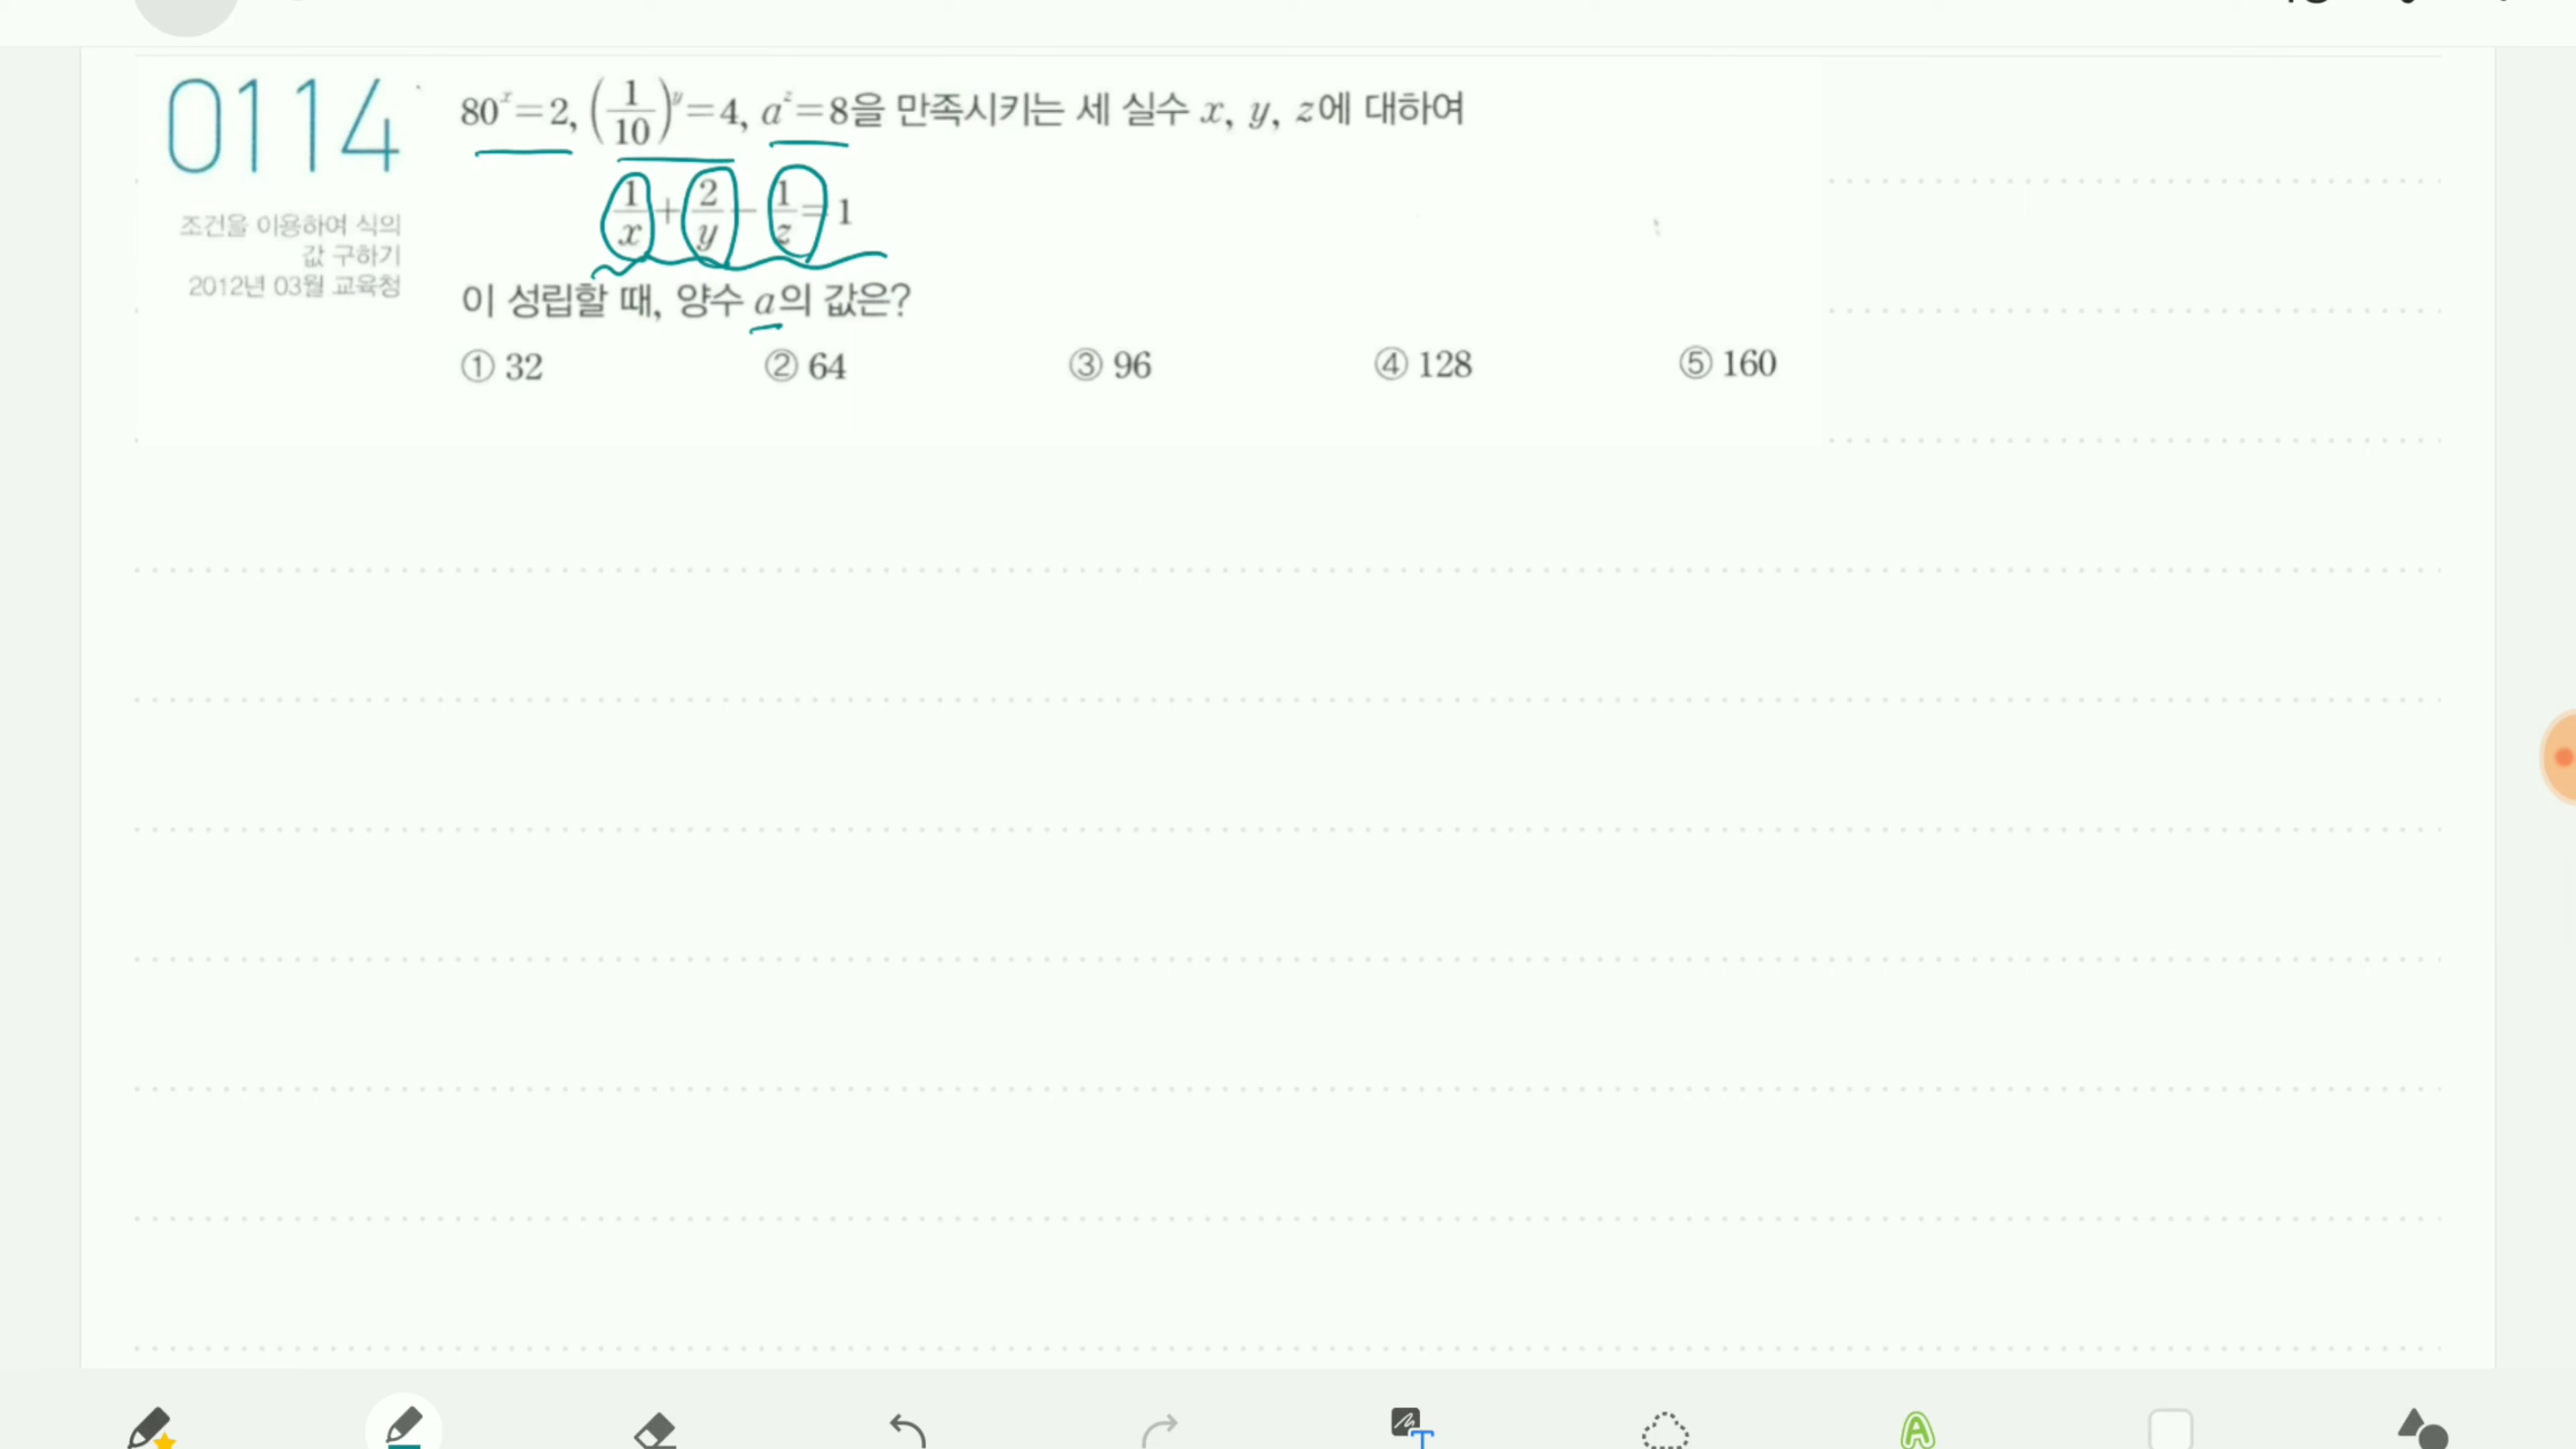 0114
조건을 이용하여 식의
값 구하기
2012년 03월 교육청
80^x=2, (1/10)^y=4, a^z=8을 만족시키는 세 실수 x, y, z에 대하여
1/x + 2/y - 1/z = 1
이 성립할 때, 양수 a의 값은?
① 32 ② 64 ③ 96 ④ 128 ⑤ 160